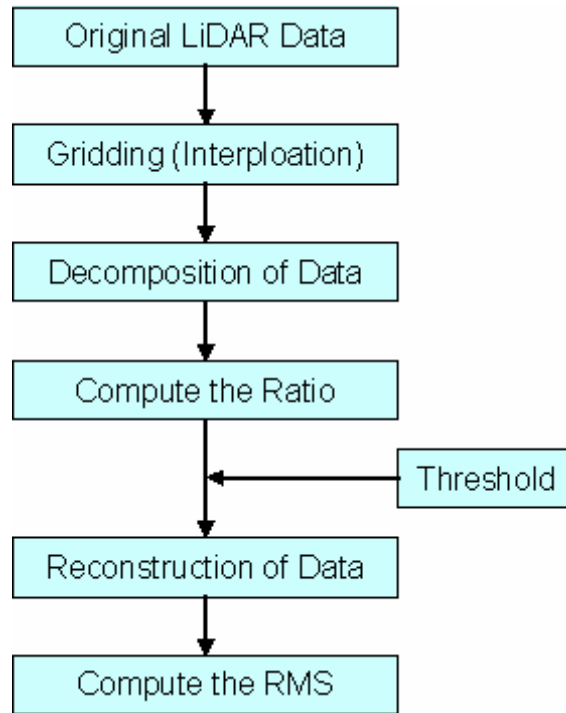 Original LiDAR Data
Gridding (Interploation)
Decomposition of Data
Compute the Ratio
Threshold
Reconstruction of Data
Compute the RMS